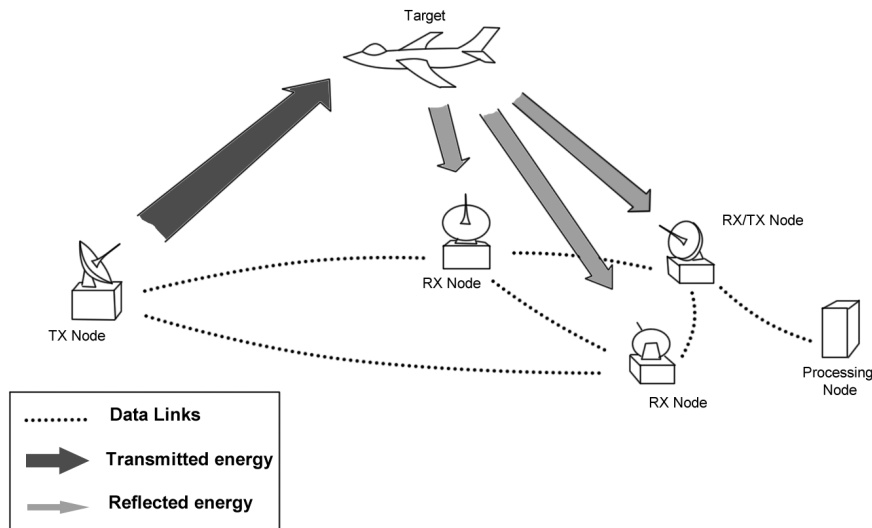 Target
RX/TX Node
RX Node
TX Node
Processing
Node
RX Node
Data Links
Transmitted energy
Reflected energy